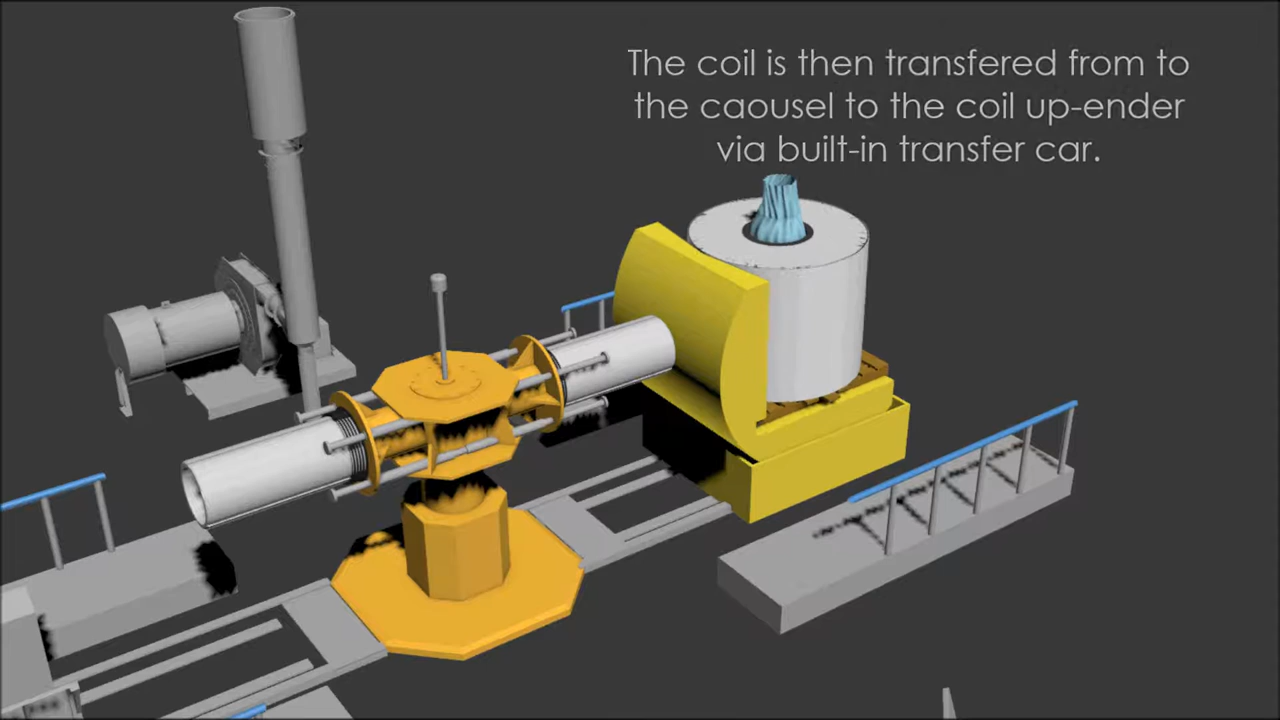 The coil is then transfered from to
the caousel to the coil up-ender
via built-in transfer car.